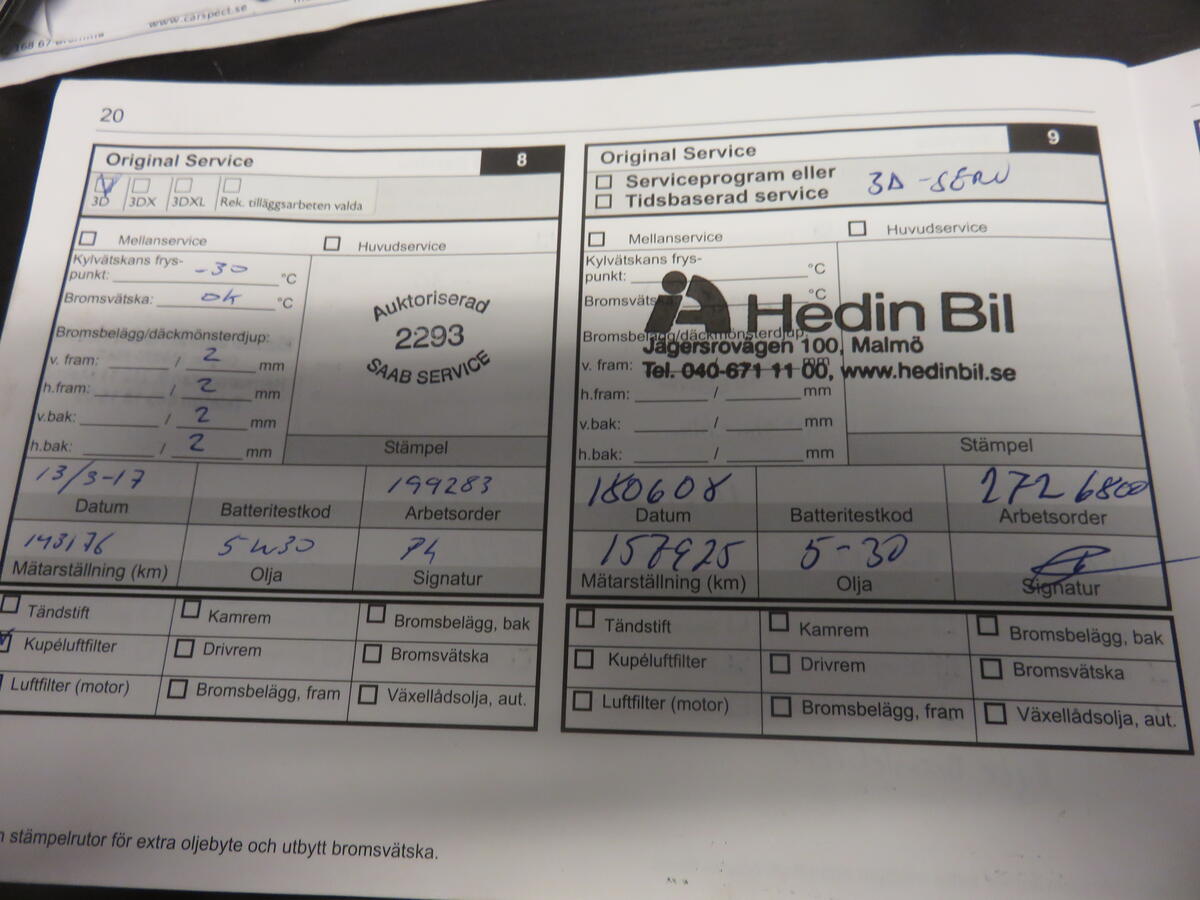 www.carspect.se
20
Original Service 8
3D 3DX 3DXL Rek. tilläggsarbeten valda
Mellanservice Huvudservice
Kylvätskans frys-
punkt: -30 °C
Bromsvätska: ok °C
Bromsbelägg/däckmönsterdjup:
v. fram: / 2 mm
h.fram: / 2 mm
v.bak: / 2 mm
h.bak: / 2 mm
Auktoriserad
2293
SAAB SERVICE
Stämpel
13/3-17 199283
Datum Batteritestkod Arbetsorder
143176 5W30
Mätarställning (km) Olja Signatur
Tändstift Kamrem Bromsbelägg, bak
Kupéluftfilter Drivrem Bromsvätska
Luftfilter (motor) Bromsbelägg, fram Växellådsolja, aut.
Original Service 9
Serviceprogram eller 3D-SERV
Tidsbaserad service
Mellanservice Huvudservice
Kylvätskans frys-
punkt: °C
Bromsvätska °C
Bromsbelägg/däckmönsterdjup:
v. fram: / mm
h.fram: / mm
v.bak: / mm
h.bak: / mm
Hedin Bil
Jägersrovägen 100, Malmö
Tel. 040-671 11 00, www.hedinbil.se
Stämpel
180608 2726800
Datum Batteritestkod Arbetsorder
157925 5-30
Mätarställning (km) Olja Signatur
Tändstift Kamrem Bromsbelägg, bak
Kupéluftfilter Drivrem Bromsvätska
Luftfilter (motor) Bromsbelägg, fram Växellådsolja, aut.
stämpelrutor för extra oljebyte och utbytt bromsvätska.